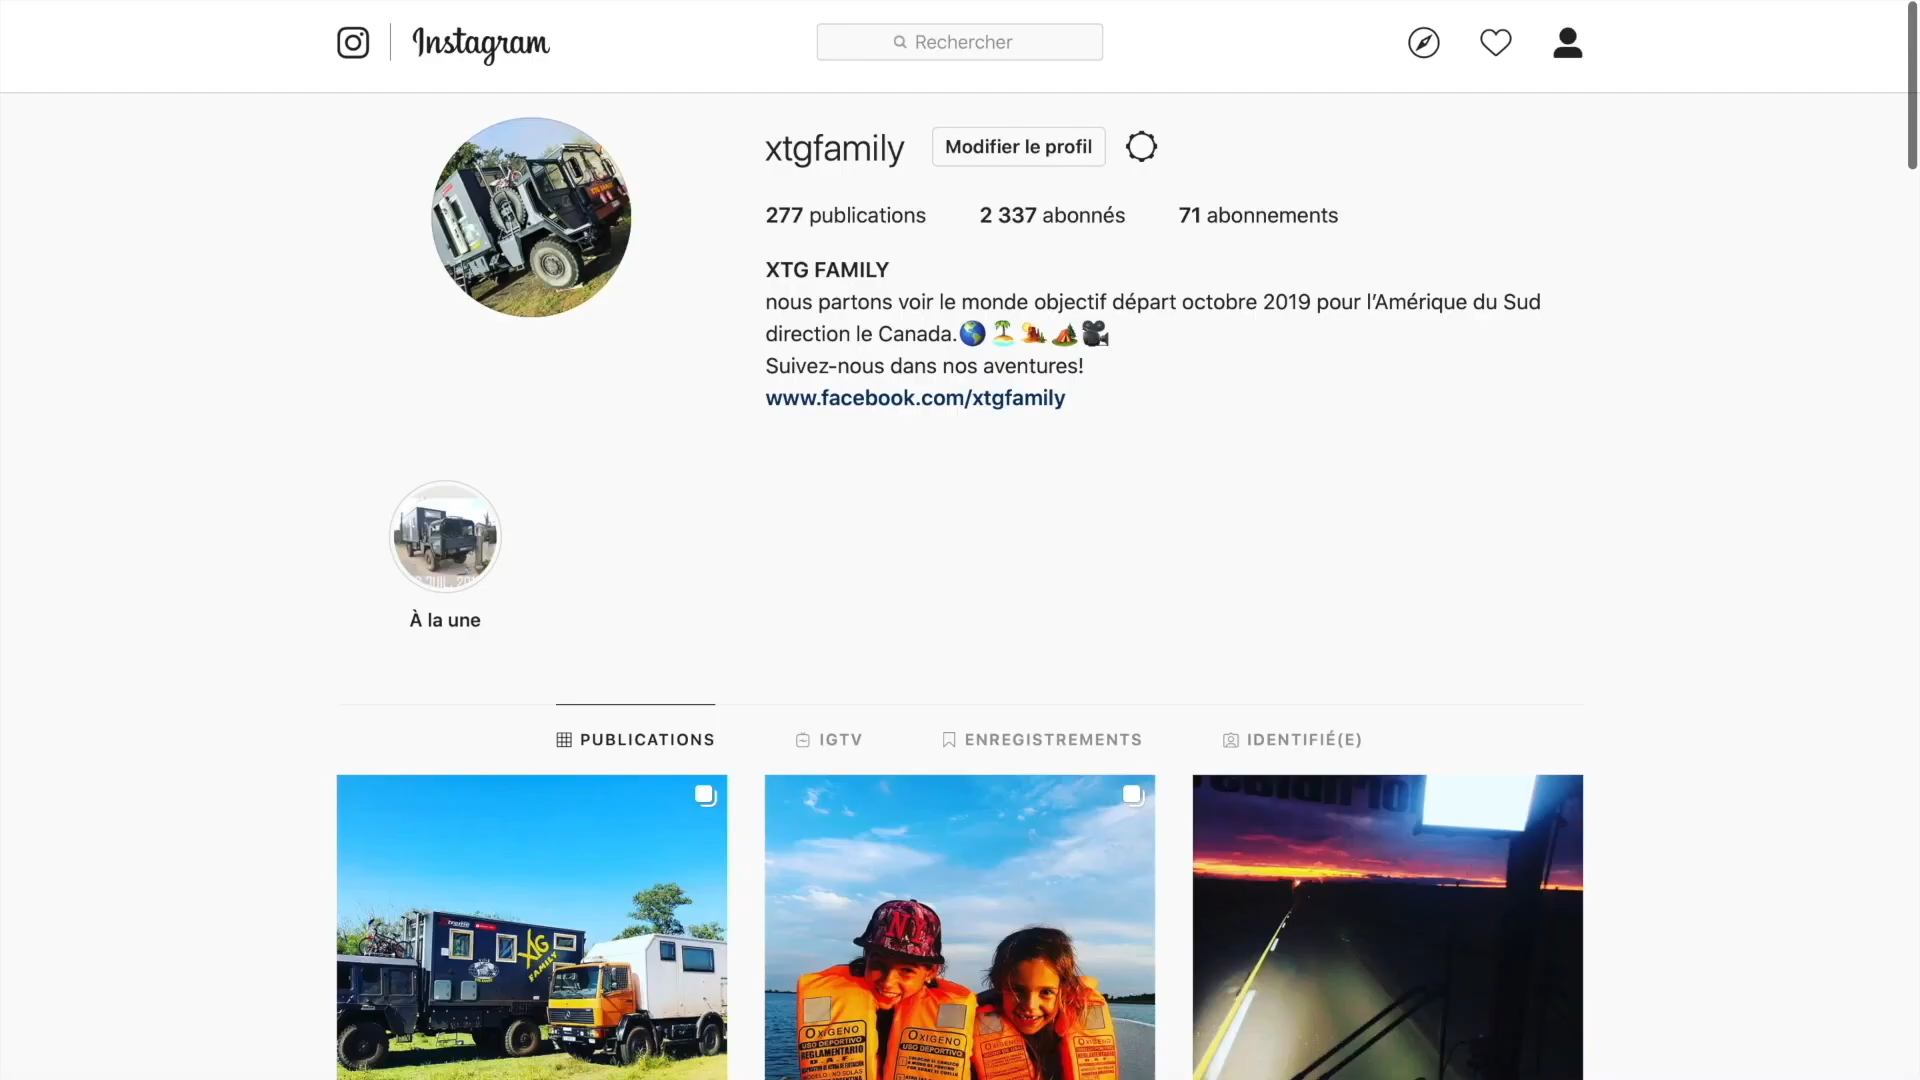 Instagram
Rechercher
xtgfamily
Modifier le profil
277 publications
2 337 abonnés
71 abonnements
XTG FAMILY
nous partons voir le monde objectif départ octobre 2019 pour l’Amérique du Sud
direction le Canada.🌎🏝🏜🏕🎥
Suivez-nous dans nos aventures!
www.facebook.com/xtgfamily
À la une
PUBLICATIONS
IGTV
ENREGISTREMENTS
IDENTIFIÉ(E)
XTG
FAMILY
OXIGENO
USO DEPORTIVO
REGLAMENTARIO
OXIGENO
USO DEPORTIVO